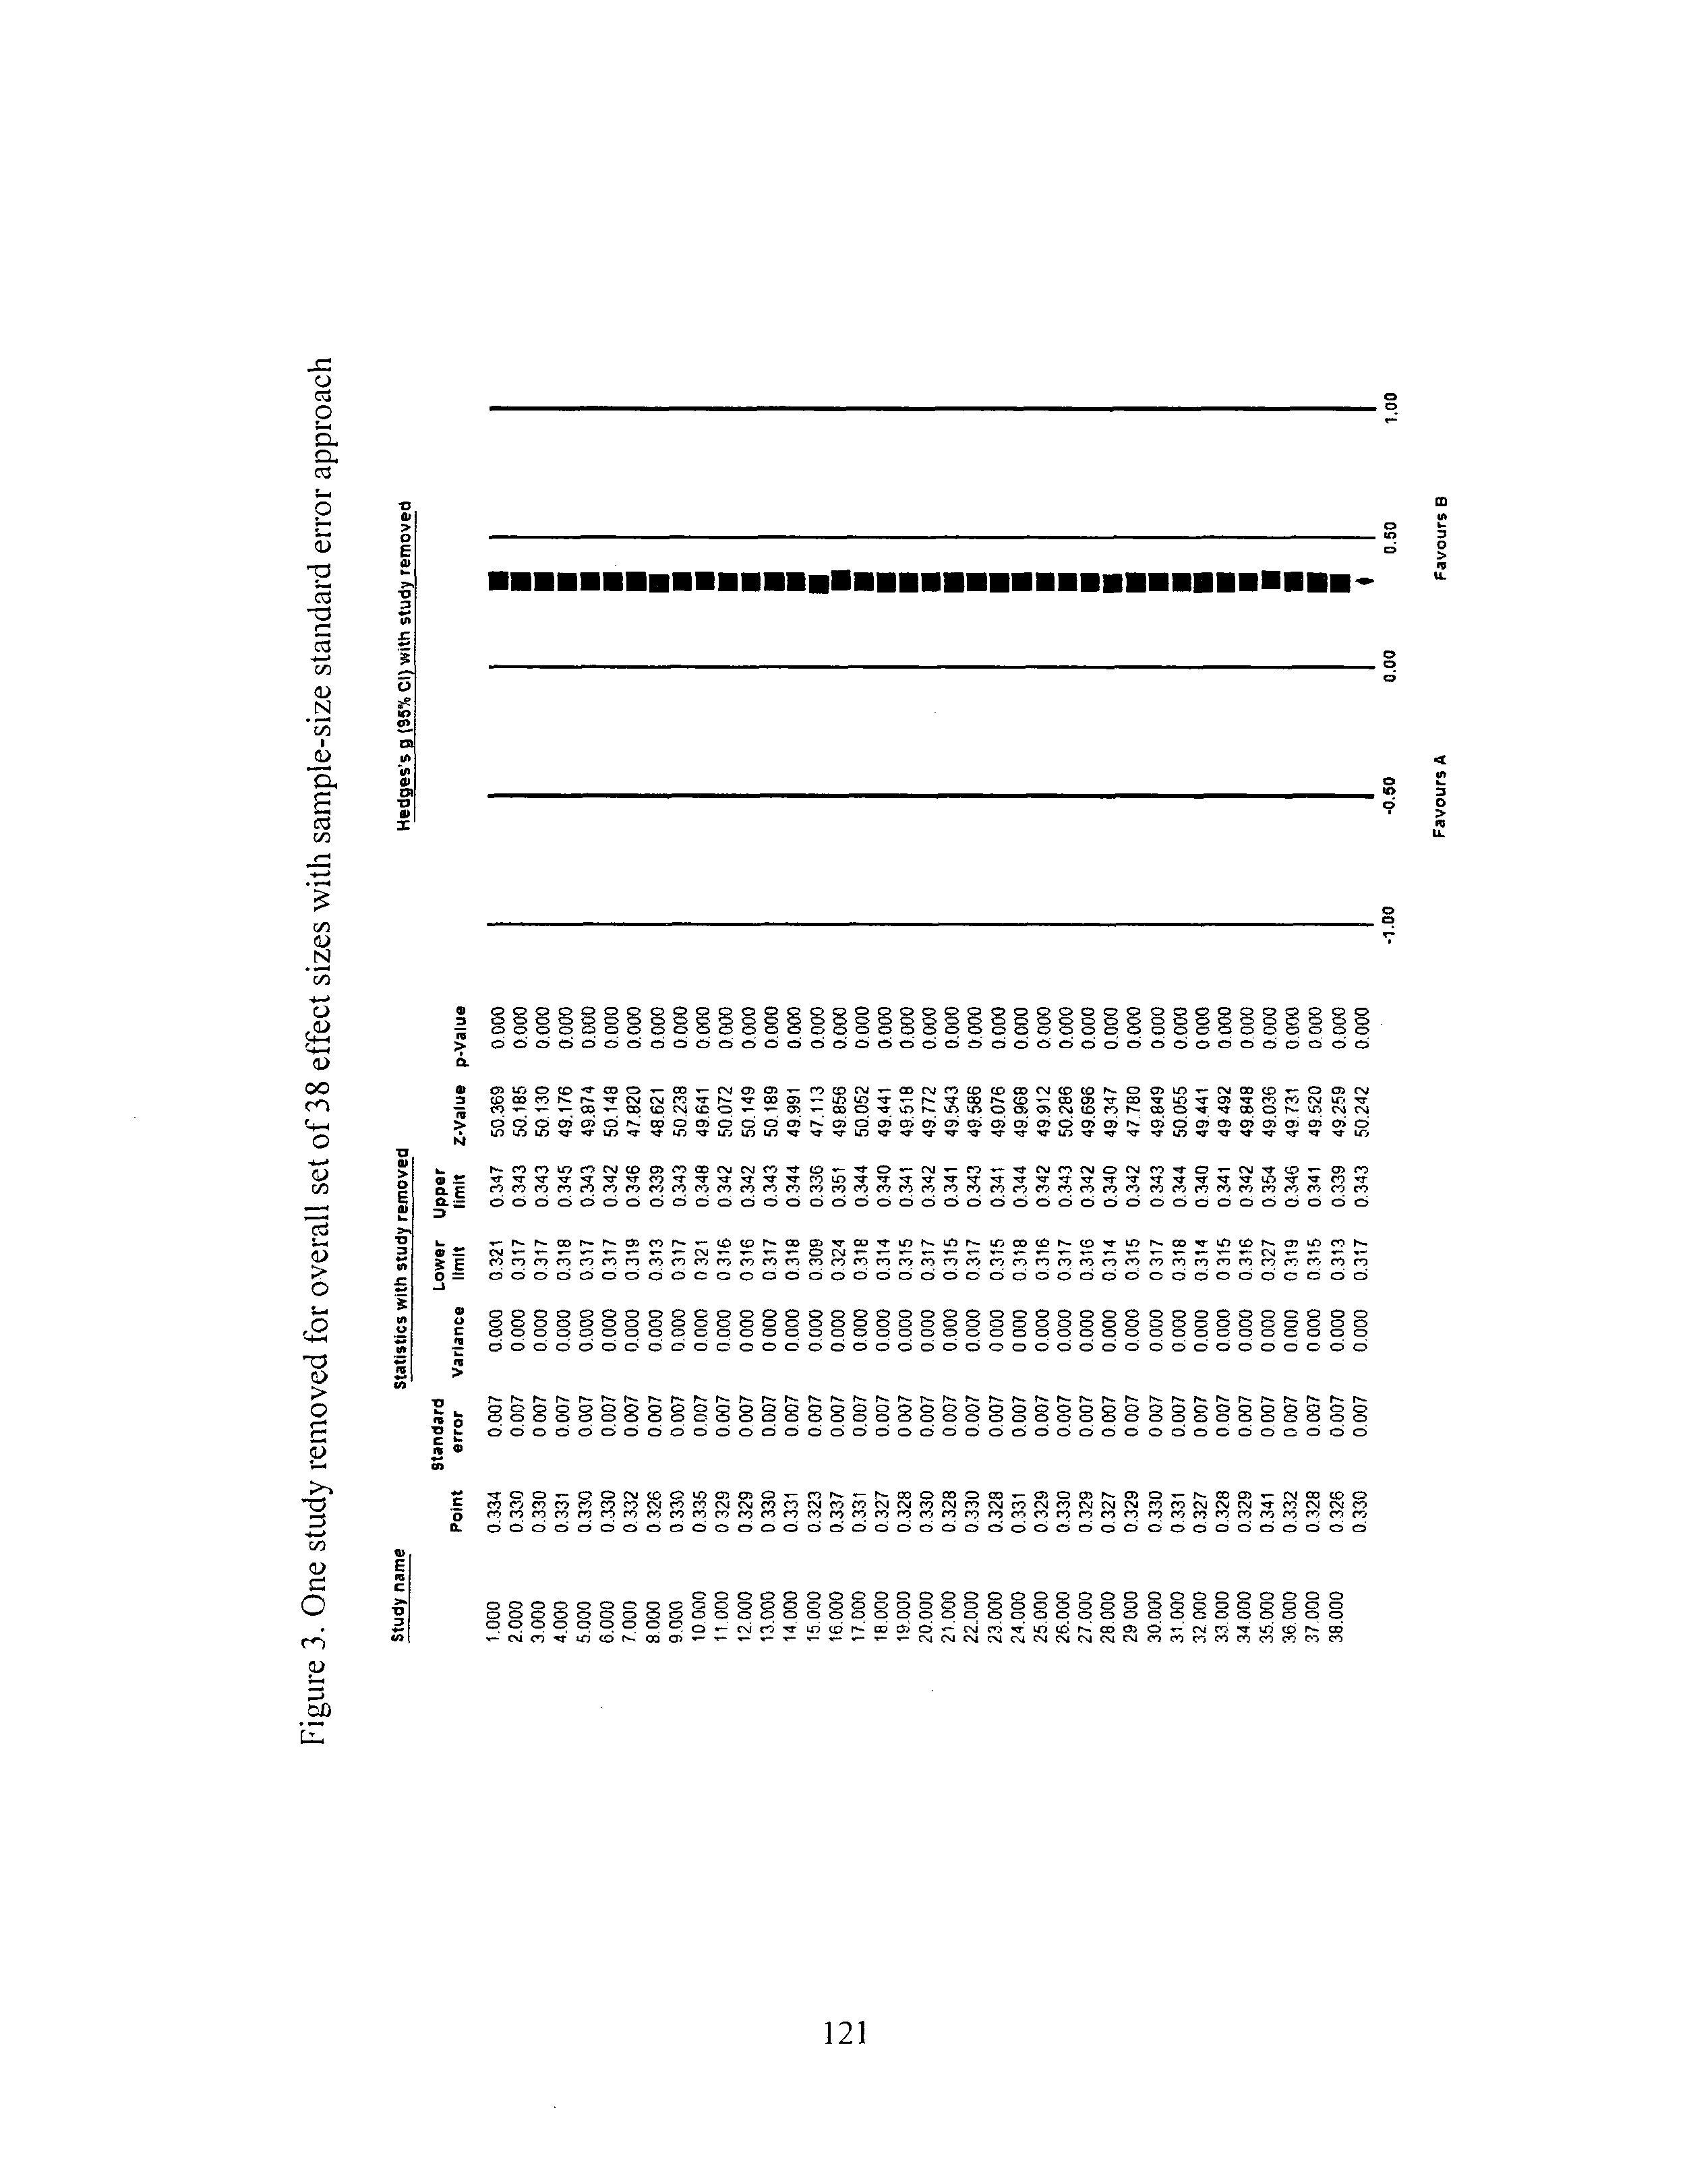 Figure 3. One study removed for overall set of 38 effect sizes with sample-size standard error approach
Study name Statistics with study removed Hedges's g (95% CI) with study removed
Standard Lower Upper
Point error Variance limit limit Z-Value p-Value
1.000 0.334 0.007 0.000 0.321 0.347 50.369 0.000
2.000 0.330 0.007 0.000 0.317 0.343 50.185 0.000
3.000 0.330 0 007 0.000 0.317 0.343 50.130 0.000
4.000 0.331 0.007 0.000 0.318 0.345 49.176 0.000
5.000 0.330 0.007 0.000 0.317 0.343 49.874 0.000
6.000 0.330 0.007 0.000 0.317 0.342 50.148 0.000
7.000 0.332 0.007 0.000 0.319 0.346 47.820 0.000
8.000 0.326 0.007 0.000 0.313 0.339 48.621 0.000
9.000 0.330 0.007 0.000 0.317 0.343 50.238 0.000
10.000 0.335 0.007 0.000 0 321 0.348 49.641 0.000
11.000 0 329 0.007 0.000 0.316 0.342 50.072 0.000
12.000 0.329 0.007 0 000 0 316 0.342 50.149 0.000
13.000 0.330 0.007 0 000 0.317 0.343 50.189 0.000
14.000 0.331 0.007 0.000 0.318 0.344 49.991 0.000
15.000 0.323 0.007 0.000 0.309 0.336 47.113 0.000
16.000 0.337 0.007 0.000 0.324 0.351 49.856 0.000
17.000 0.331 0.007 0.000 0.318 0.344 50.052 0.000
18.000 0.327 0.007 0.000 0.314 0.340 49.441 0.000
19.000 0.328 0 007 0.000 0.315 0.341 49.518 0.000
20.000 0.330 0.007 0.000 0.317 0.342 49.772 0.000
21.000 0.328 0.007 0.000 0.315 0.341 49.543 0.000
22.000 0.330 0.007 0.000 0.317 0.343 49.586 0.000
23.000 0.328 0.007 0 000 0.315 0.341 49.076 0.000
24.000 0.331 0.007 0 000 0.318 0.344 49.968 0.000
25.000 0.329 0.007 0.000 0.316 0.342 49.912 0.000
26.000 0.330 0.007 0.000 0.317 0.343 50.286 0.000
27.000 0.329 0.007 0.000 0.316 0.342 49.696 0.000
28.000 0.327 0.007 0.000 0.314 0.340 49.347 0.000
29 000 0.329 0.007 0.000 0.315 0.342 47.780 0.000
30.000 0.330 0 007 0.000 0 317 0.343 49.849 0.000
31.000 0.331 0.007 0.000 0.318 0.344 50.055 0.000
32.000 0.327 0.007 0.000 0.314 0.340 49.441 0.000
33.000 0.328 0.007 0.000 0 315 0.341 49.492 0.000
34.000 0.329 0.007 0.000 0.316 0.342 49.848 0.000
35.000 0.341 0.007 0.000 0.327 0.354 49.036 0.000
36.000 0.332 0 007 0.000 0 319 0.346 49.731 0.000
37.000 0.328 0.007 0 000 0.315 0.341 49.520 0.000
38.000 0.326 0.007 0.000 0.313 0.339 49.259 0.000
0.330 0.007 0.000 0.317 0.343 50.242 0.000
-1.00 -0.50 0.00 0.50 1.00
Favours A Favours B
121